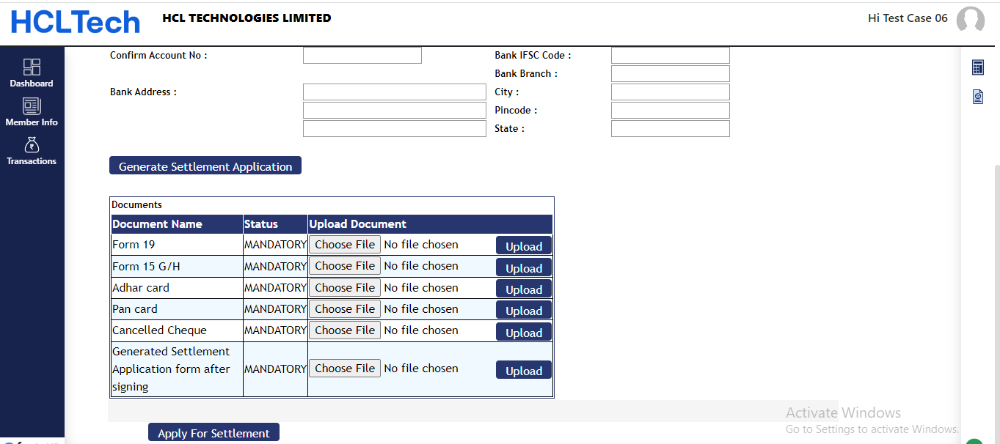 HCLTech
HCL TECHNOLOGIES LIMITED
Hi Test Case 06
Dashboard
Member Info
Transactions
Confirm Account No :
Bank IFSC Code :
Bank Branch :
Bank Address :
City :
Pincode :
State :
Generate Settlement Application
Documents
Document Name Status Upload Document
Form 19 MANDATORY Choose File No file chosen Upload
Form 15 G/H MANDATORY Choose File No file chosen Upload
Adhar card MANDATORY Choose File No file chosen Upload
Pan card MANDATORY Choose File No file chosen Upload
Cancelled Cheque MANDATORY Choose File No file chosen Upload
Generated Settlement
Application form after MANDATORY Choose File No file chosen Upload
signing
Apply For Settlement
Activate Windows
Go to Settings to activate Windows.